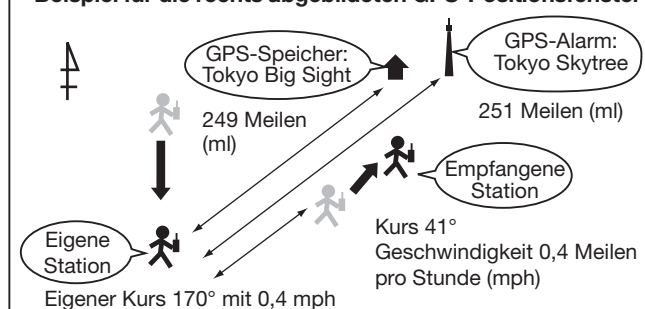 Beispiel für die rechts abgebildeten GPS-Positionsfenster
GPS-Speicher:
Tokyo Big Sight
GPS-Alarm:
Tokyo Skytree
249 Meilen
(ml)
251 Meilen (ml)
Empfangene
Station
Eigene
Station
Kurs 41°
Geschwindigkeit 0,4 Meilen
pro Stunde (mph)
Eigener Kurs 170° mit 0,4 mph